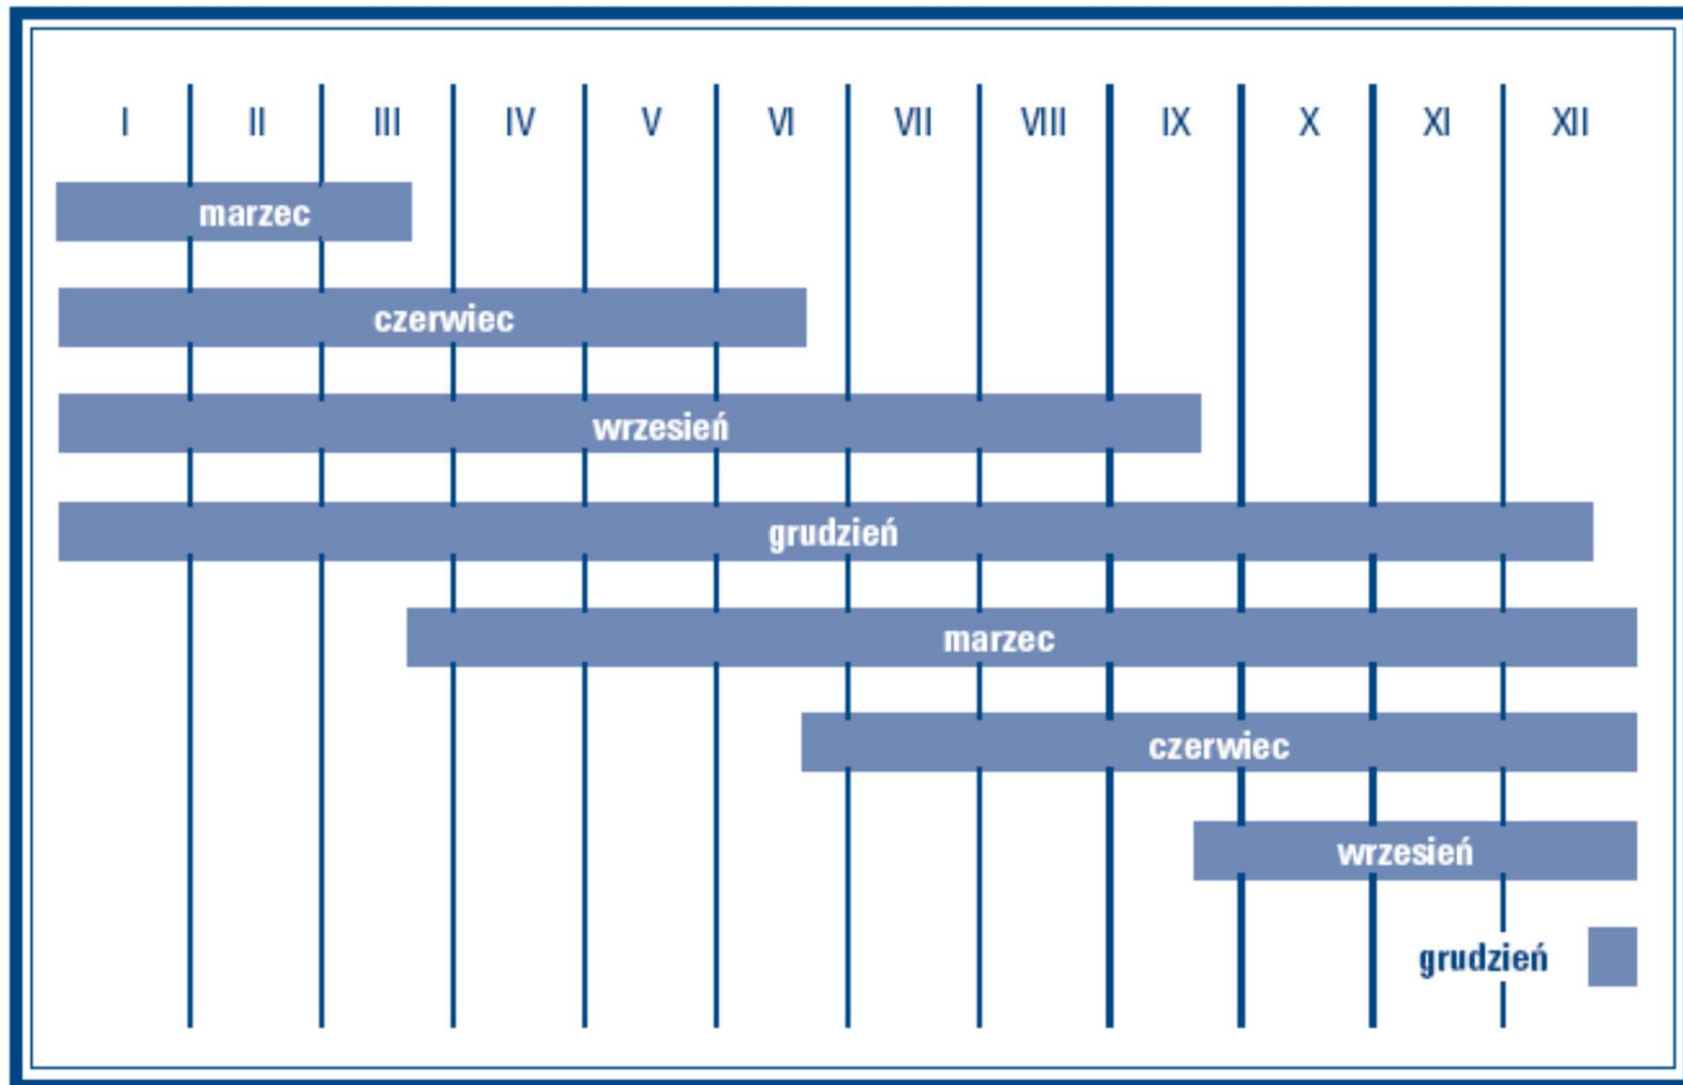 I II III IV V VI VII VIII IX X XI XII
marzec
czerwiec
wrzesień
grudzień
marzec
czerwiec
wrzesień
grudzień